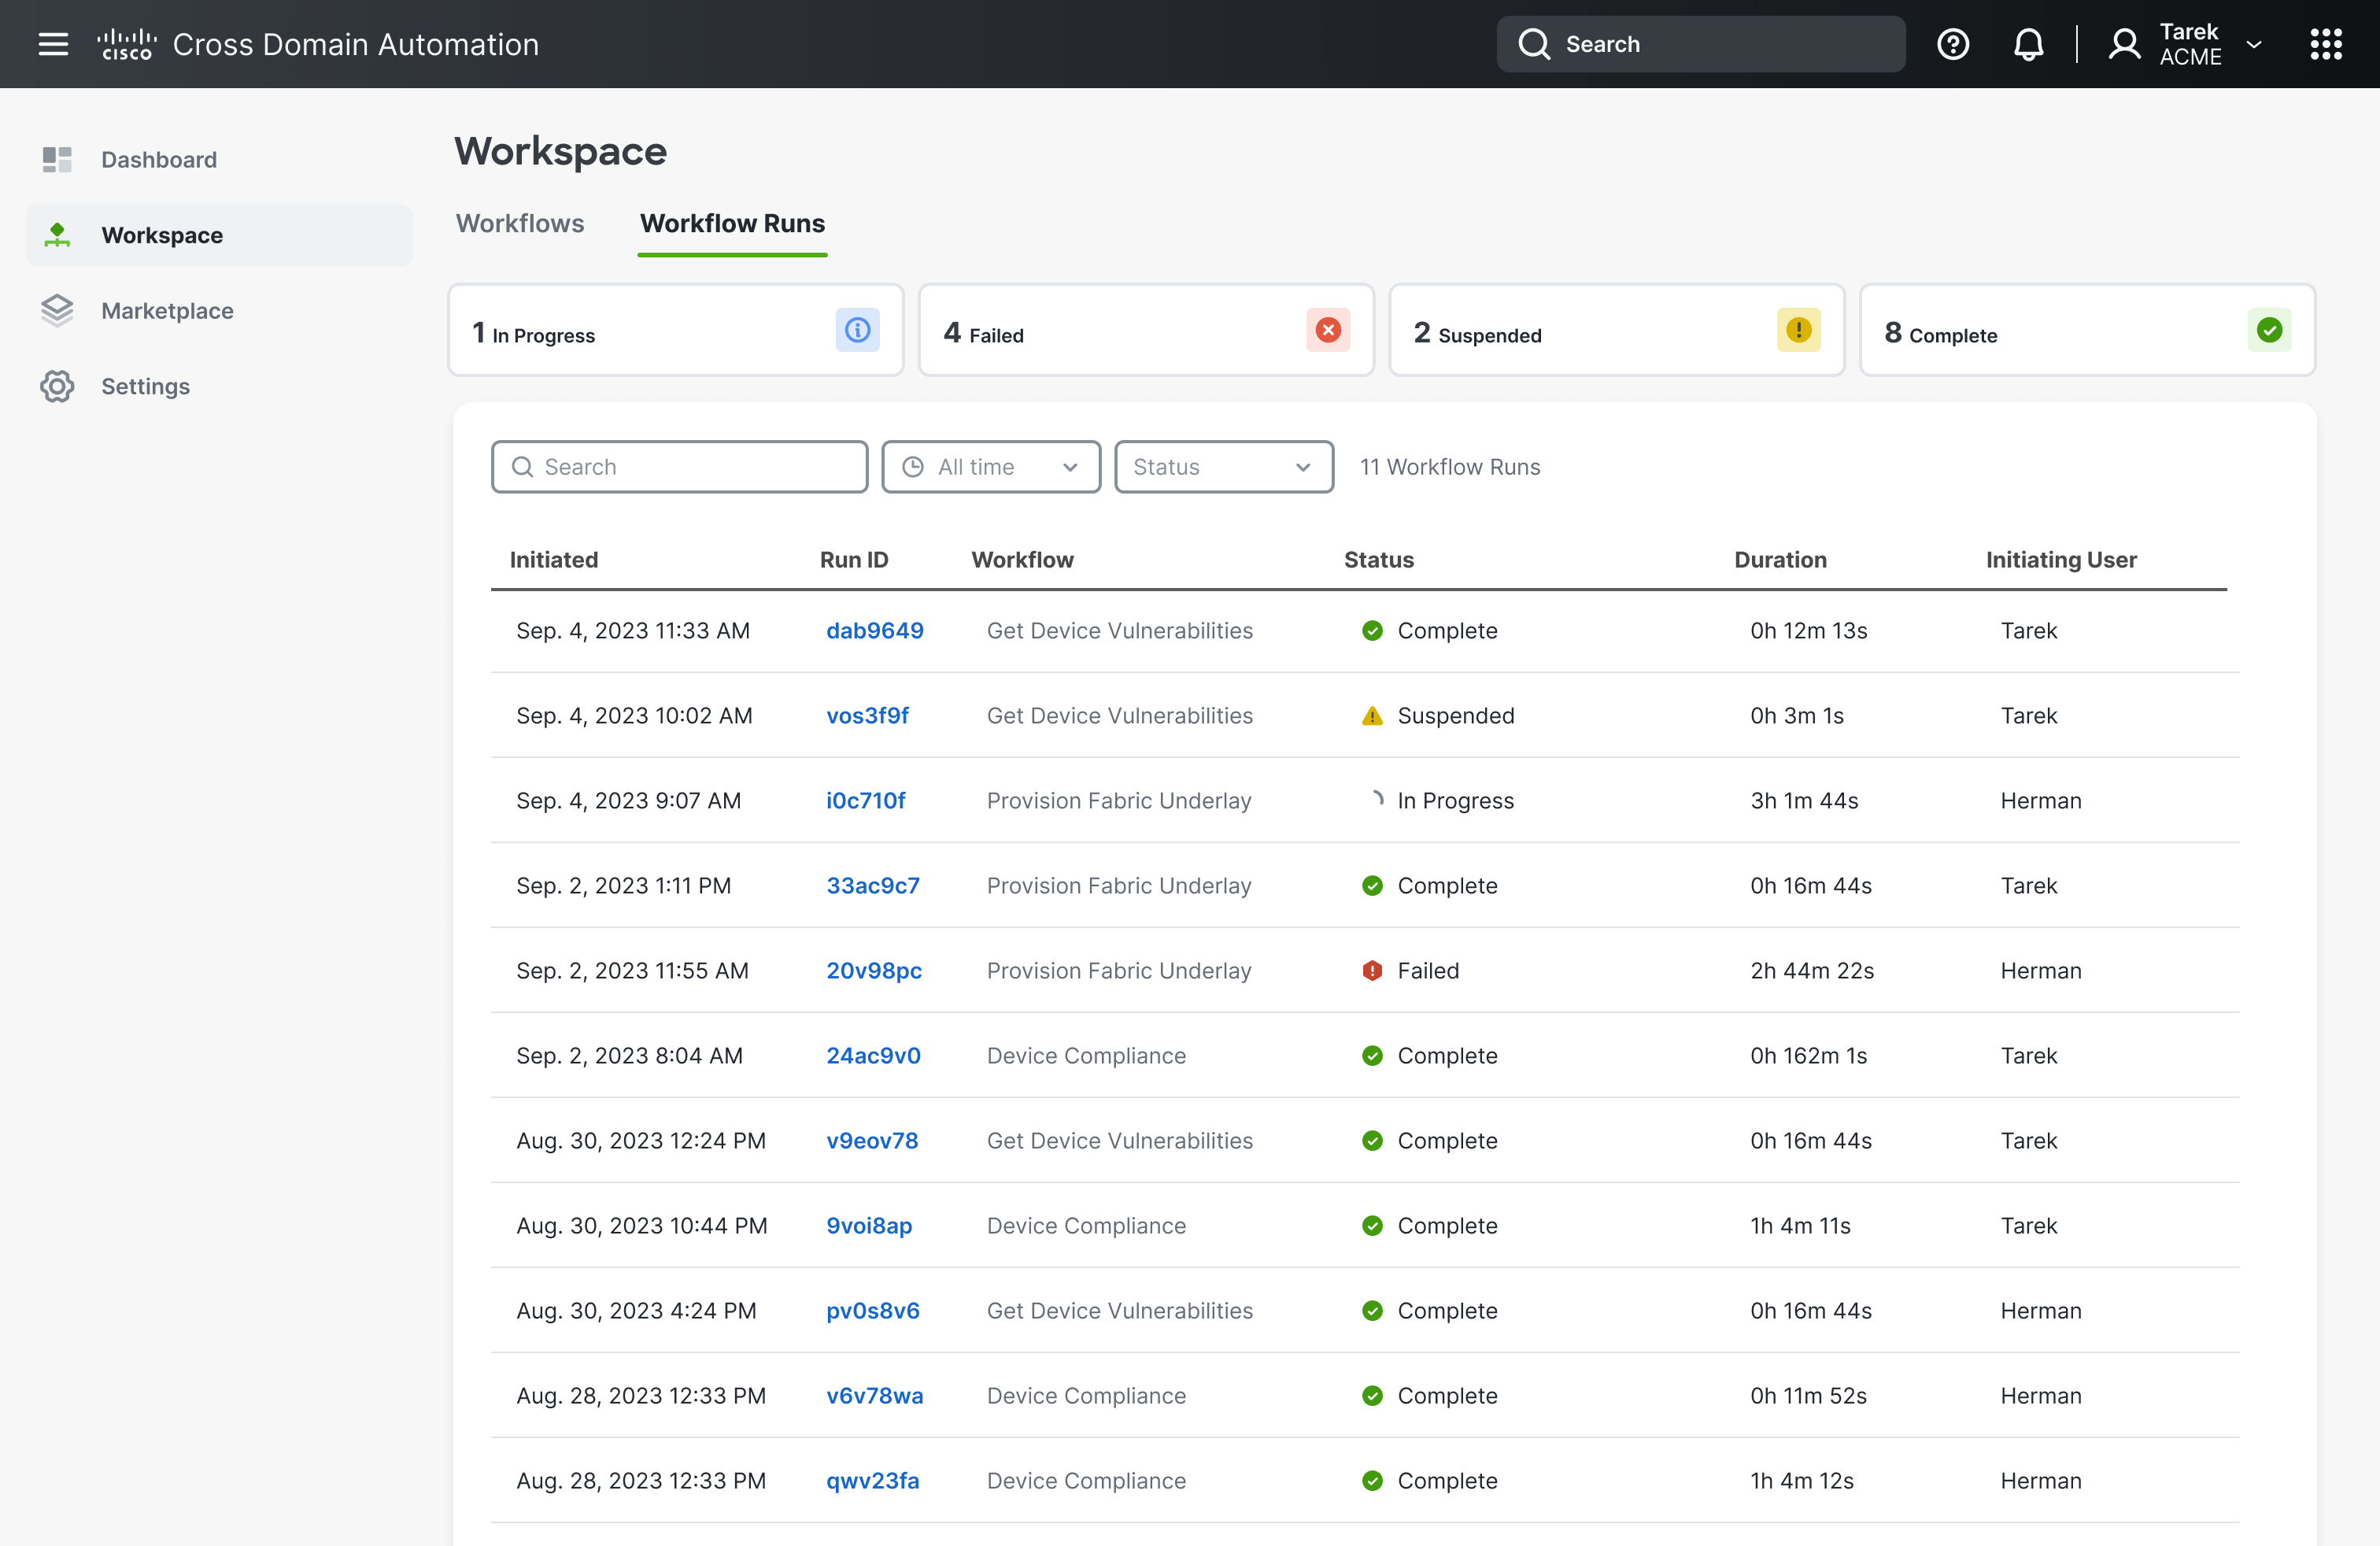 cisco Cross Domain Automation
Search
Tarek
ACME
Dashboard
Workspace
Marketplace
Settings
Workspace
Workflows Workflow Runs
1 In Progress
4 Failed
2 Suspended
8 Complete
Search
All time
Status
11 Workflow Runs
Initiated Run ID Workflow Status Duration Initiating User
Sep. 4, 2023 11:33 AM dab9649 Get Device Vulnerabilities Complete 0h 12m 13s Tarek
Sep. 4, 2023 10:02 AM vos3f9f Get Device Vulnerabilities Suspended 0h 3m 1s Tarek
Sep. 4, 2023 9:07 AM i0c710f Provision Fabric Underlay In Progress 3h 1m 44s Herman
Sep. 2, 2023 1:11 PM 33ac9c7 Provision Fabric Underlay Complete 0h 16m 44s Tarek
Sep. 2, 2023 11:55 AM 20v98pc Provision Fabric Underlay Failed 2h 44m 22s Herman
Sep. 2, 2023 8:04 AM 24ac9v0 Device Compliance Complete 0h 162m 1s Tarek
Aug. 30, 2023 12:24 PM v9eov78 Get Device Vulnerabilities Complete 0h 16m 44s Tarek
Aug. 30, 2023 10:44 PM 9voi8ap Device Compliance Complete 1h 4m 11s Tarek
Aug. 30, 2023 4:24 PM pv0s8v6 Get Device Vulnerabilities Complete 0h 16m 44s Herman
Aug. 28, 2023 12:33 PM v6v78wa Device Compliance Complete 0h 11m 52s Herman
Aug. 28, 2023 12:33 PM qwv23fa Device Compliance Complete 1h 4m 12s Herman